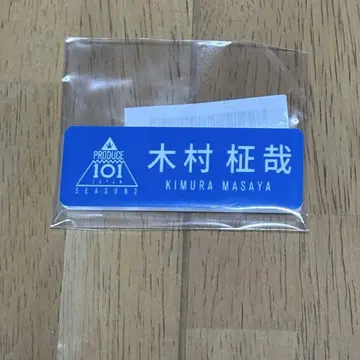 PRODUCE
101
JAPAN
SEASON2
木村 柾哉
KIMURA MASAYA